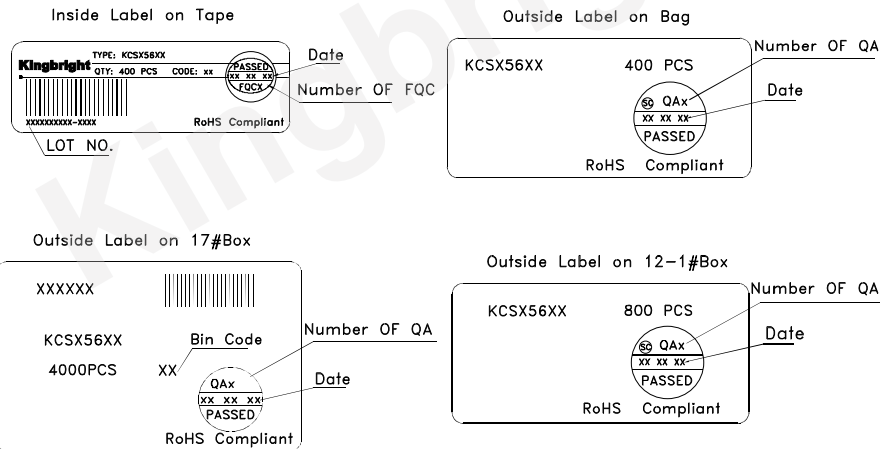 Inside Label on Tape
Kingbright
TYPE: KCSX56XX
QTY: 400 PCS CODE: xx
PASSED
xx xx xx
FQCX
xxxxxxxxxx-xxxx
RoHS Compliant
LOT NO.
Date
Number OF FQC
Outside Label on Bag
KCSX56XX 400 PCS
SC QAx
xx xx xx
PASSED
RoHS Compliant
Number OF QA
Date
Outside Label on 17#Box
XXXXXX
KCSX56XX
4000PCS
Bin Code
XX
QAx
xx xx xx
PASSED
RoHS Compliant
Number OF QA
Date
Outside Label on 12-1#Box
KCSX56XX 800 PCS
SC QAx
xx xx xx
PASSED
RoHS Compliant
Number OF QA
Date
Kingbright